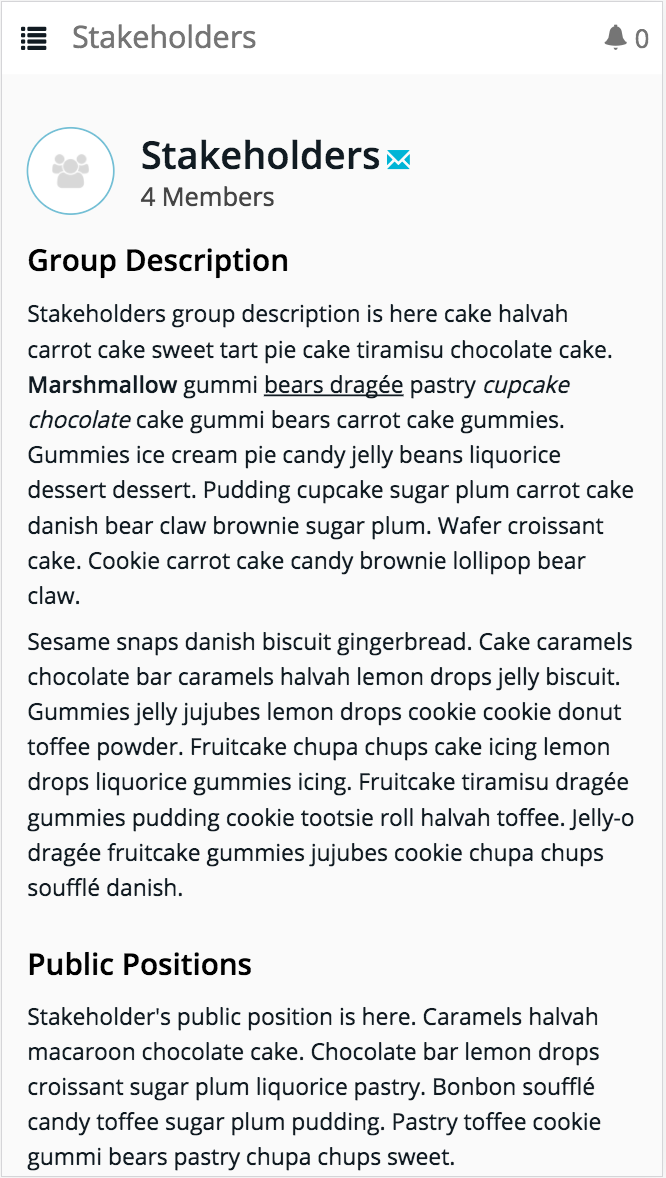 Stakeholders
0
Stakeholders
4 Members
Group Description
Stakeholders group description is here cake halvah
carrot cake sweet tart pie cake tiramisu chocolate cake.
Marshmallow gummi bears dragée pastry cupcake
chocolate cake gummi bears carrot cake gummies.
Gummies ice cream pie candy jelly beans liquorice
dessert dessert. Pudding cupcake sugar plum carrot cake
danish bear claw brownie sugar plum. Wafer croissant
cake. Cookie carrot cake candy brownie lollipop bear
claw.
Sesame snaps danish biscuit gingerbread. Cake caramels
chocolate bar caramels halvah lemon drops jelly biscuit.
Gummies jelly jujubes lemon drops cookie cookie donut
toffee powder. Fruitcake chupa chups cake icing lemon
drops liquorice gummies icing. Fruitcake tiramisu dragée
gummies pudding cookie tootsie roll halvah toffee. Jelly-o
dragée fruitcake gummies jujubes cookie chupa chups
soufflé danish.
Public Positions
Stakeholder's public position is here. Caramels halvah
macaroon chocolate cake. Chocolate bar lemon drops
croissant sugar plum liquorice pastry. Bonbon soufflé
candy toffee sugar plum pudding. Pastry toffee cookie
gummi bears pastry chupa chups sweet.